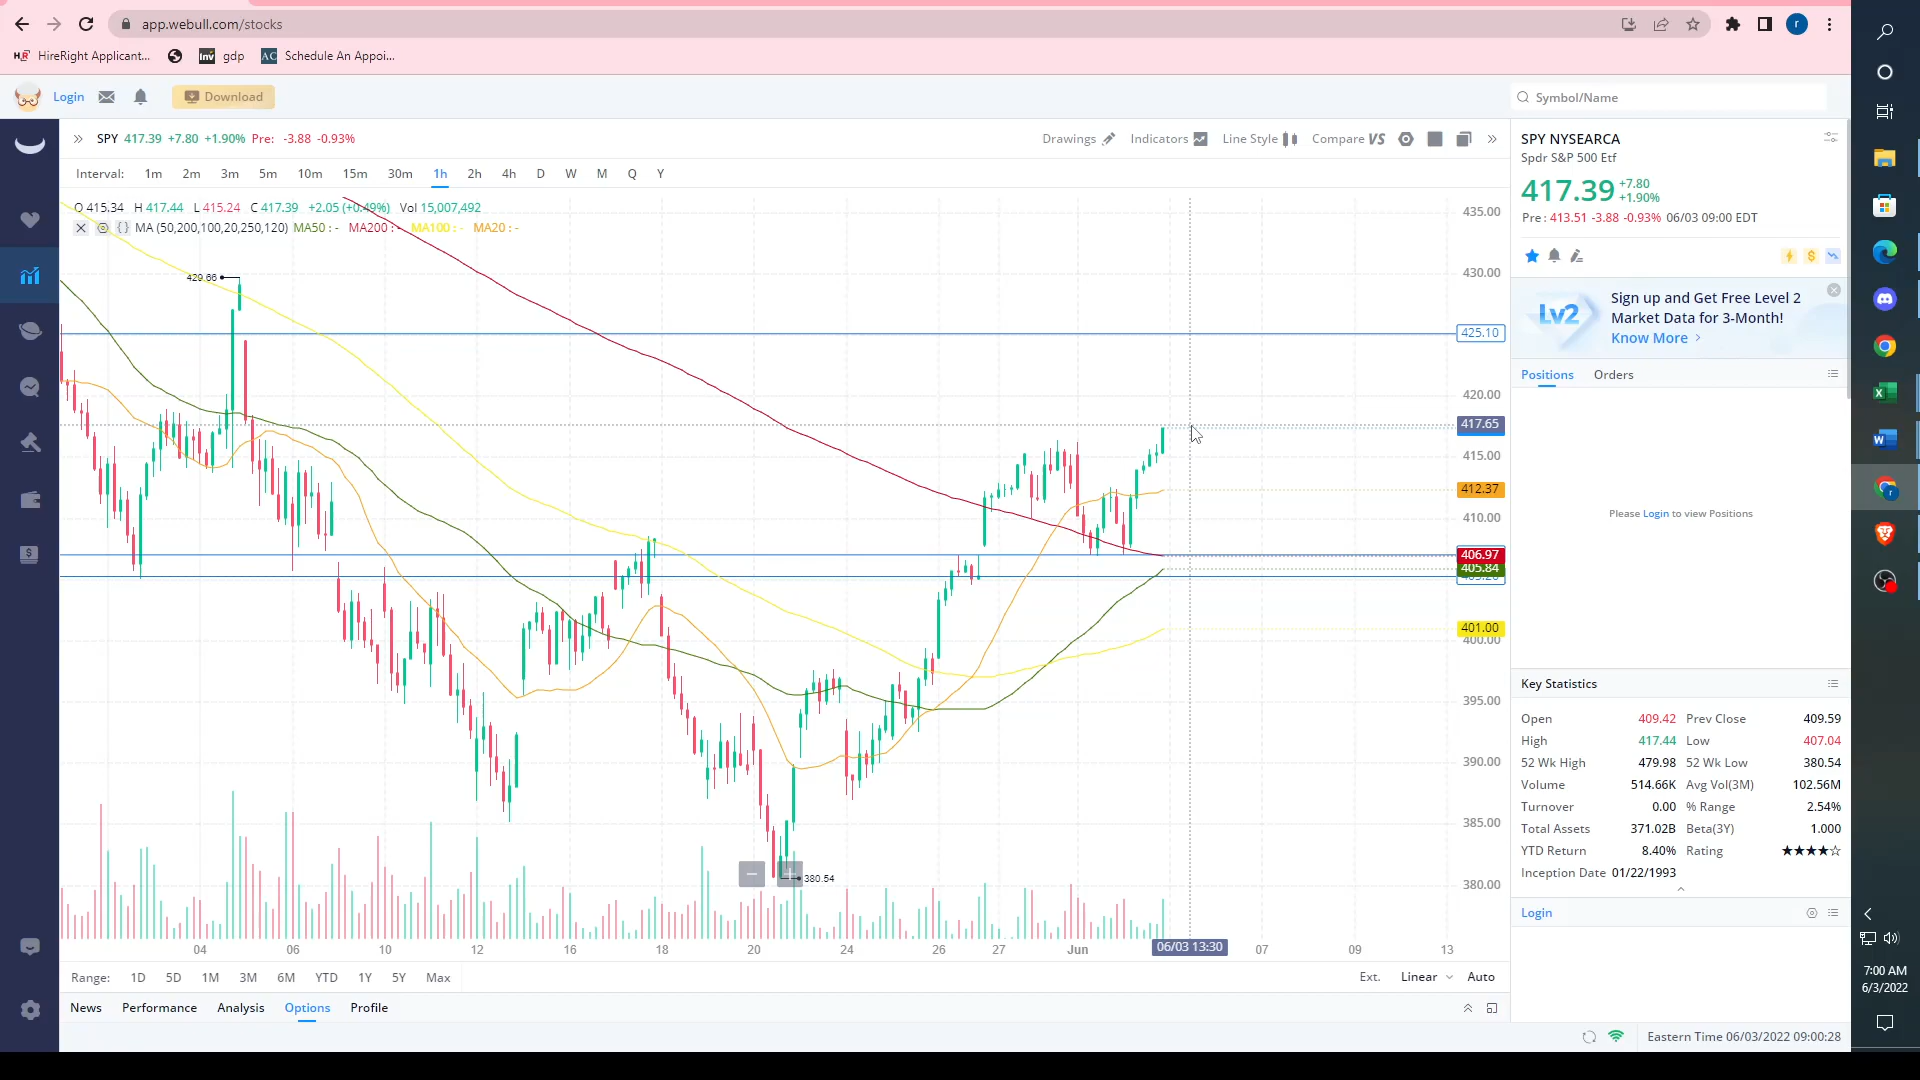 app.webull.com/stocks
r
HR HireRight Applicant...
Inv gdp
AC Schedule An Appoi...
Login
Download
Symbol/Name
SPY 417.39 +7.80 +1.90% Pre: -3.88 -0.93%
Drawings
Indicators
Line Style
Compare VS
Interval: 1m 2m 3m 5m 10m 15m 30m 1h 2h 4h D W M Q Y
O 415.34 H 417.44 L 415.24 C 417.39 +2.05 (+0.49%) Vol 15,007,492
MA (50,200,100,20,250,120) MA50 : - MA200 : - MA100 : - MA20 : -
429.66
380.54
435.00
430.00
425.10
420.00
417.65
415.00
412.37
410.00
406.97
405.84
401.00
400.00
395.00
390.00
385.00
380.00
04 06 10 12 16 18 20 24 26 27 Jun 06/03 13:30 07 09 13
Range: 1D 5D 1M 3M 6M YTD 1Y 5Y Max
Ext. Linear Auto
News Performance Analysis Options Profile
SPY NYSEARCA
Spdr S&P 500 Etf
417.39 +7.80
+1.90%
Pre : 413.51 -3.88 -0.93% 06/03 09:00 EDT
Lv2
Sign up and Get Free Level 2
Market Data for 3-Month!
Know More >
Positions Orders
Please Login to view Positions
Key Statistics
Open 409.42 Prev Close 409.59
High 417.44 Low 407.04
52 Wk High 479.98 52 Wk Low 380.54
Volume 514.66K Avg Vol(3M) 102.56M
Turnover 0.00 % Range 2.54%
Total Assets 371.02B Beta(3Y) 1.000
YTD Return 8.40% Rating ★★★★☆
Inception Date 01/22/1993
Login
Eastern Time 06/03/2022 09:00:28
7:00 AM
6/3/2022